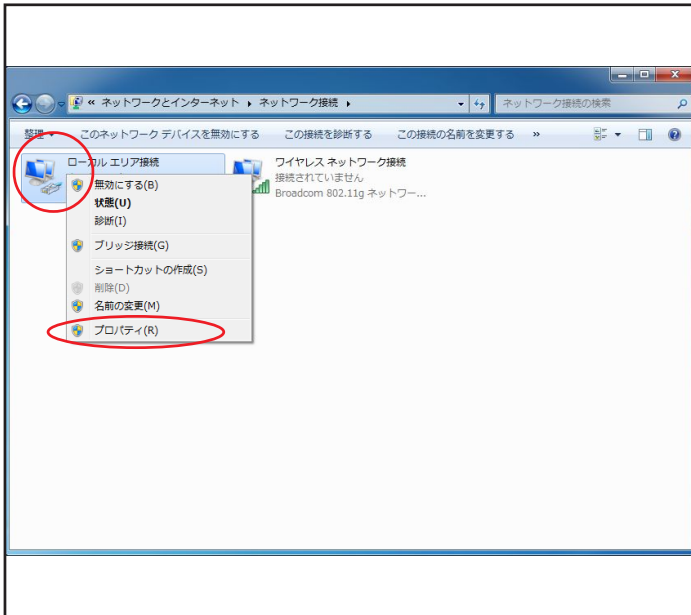 « ネットワークとインターネット ▸ ネットワーク接続 ▸
ネットワーク接続の検索
整理 ▾ このネットワーク デバイスを無効にする この接続を診断する この接続の名前を変更する »
ローカル エリア接続
無効にする(B)
状態(U)
診断(I)
ブリッジ接続(G)
ショートカットの作成(S)
削除(D)
名前の変更(M)
プロパティ(R)
ワイヤレス ネットワーク接続
接続されていません
Broadcom 802.11g ネットワー...